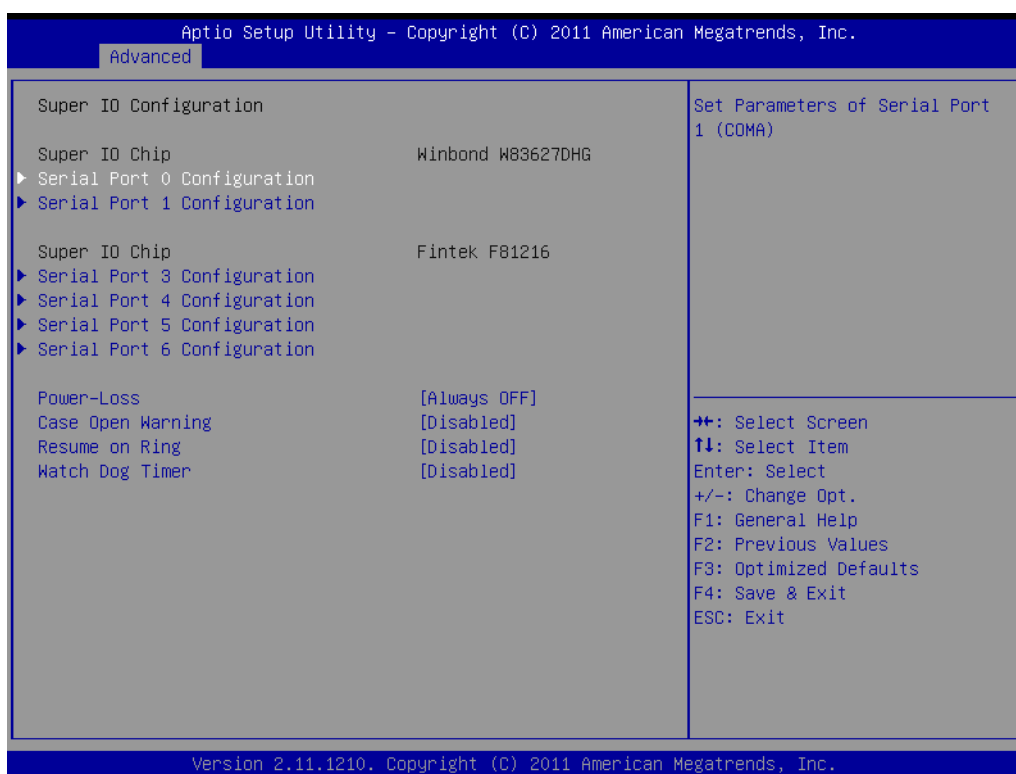 Aptio Setup Utility – Copyright (C) 2011 American Megatrends, Inc.
Advanced
Super IO Configuration
Super IO Chip Winbond W83627DHG
Serial Port 0 Configuration
Serial Port 1 Configuration
Super IO Chip Fintek F81216
Serial Port 3 Configuration
Serial Port 4 Configuration
Serial Port 5 Configuration
Serial Port 6 Configuration
Power-Loss [Always OFF]
Case Open Warning [Disabled]
Resume on Ring [Disabled]
Watch Dog Timer [Disabled]
Set Parameters of Serial Port
1 (COMA)
→←: Select Screen
↑↓: Select Item
Enter: Select
+/-: Change Opt.
F1: General Help
F2: Previous Values
F3: Optimized Defaults
F4: Save & Exit
ESC: Exit
Version 2.11.1210. Copyright (C) 2011 American Megatrends, Inc.